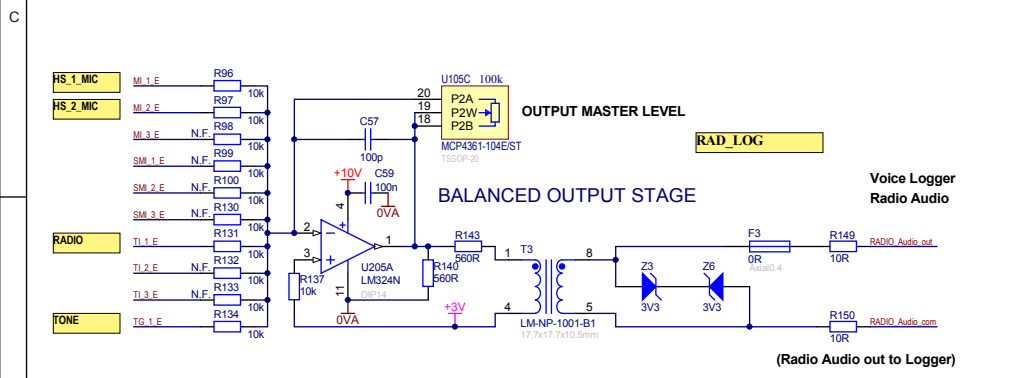 C
HS_1_MIC MI_1_E R96 10k
HS_2_MIC MI_2_E R97 10k
MI_3_E N.F. R98 10k
SMI_1_E N.F. R99 10k
SMI_2_E N.F. R100 10k
SMI_3_E N.F. R130 10k
RADIO TI_1_E R131 10k
TI_2_E N.F. R132 10k
TI_3_E N.F. R133 10k
TONE TG_1_E R134 10k
U105C 100k
20 P2A
19 P2W
18 P2B
MCP4361-104E/ST
TSSOP-20
OUTPUT MASTER LEVEL
C57
100p
+10V
C59
100n
0VA
4
2
3
1
11
U205A
LM324N
DIP14
R137
10k
0VA
R140
560R
R143
560R
+3V
BALANCED OUTPUT STAGE
RAD_LOG
Voice Logger
Radio Audio
1 T3 8
4 5
LM-NP-1001-B1
17.7x17.7x10.5mm
Z3
3V3
Z6
3V3
F3
0R
Axial0.4
R149
10R
RADIO_Audio_out
R150
10R
RADIO_Audio_com
(Radio Audio out to Logger)